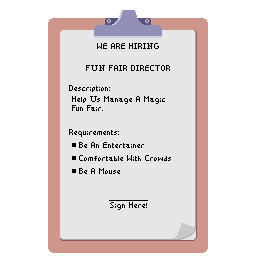 WE ARE HIRING
FUN FAIR DIRECTOR
Description:
Help Us Manage A Magic
Fun Fair.
Requirements:
Be An Entertainer
Comfortable With Crowds
Be A Mouse
Sign Here!